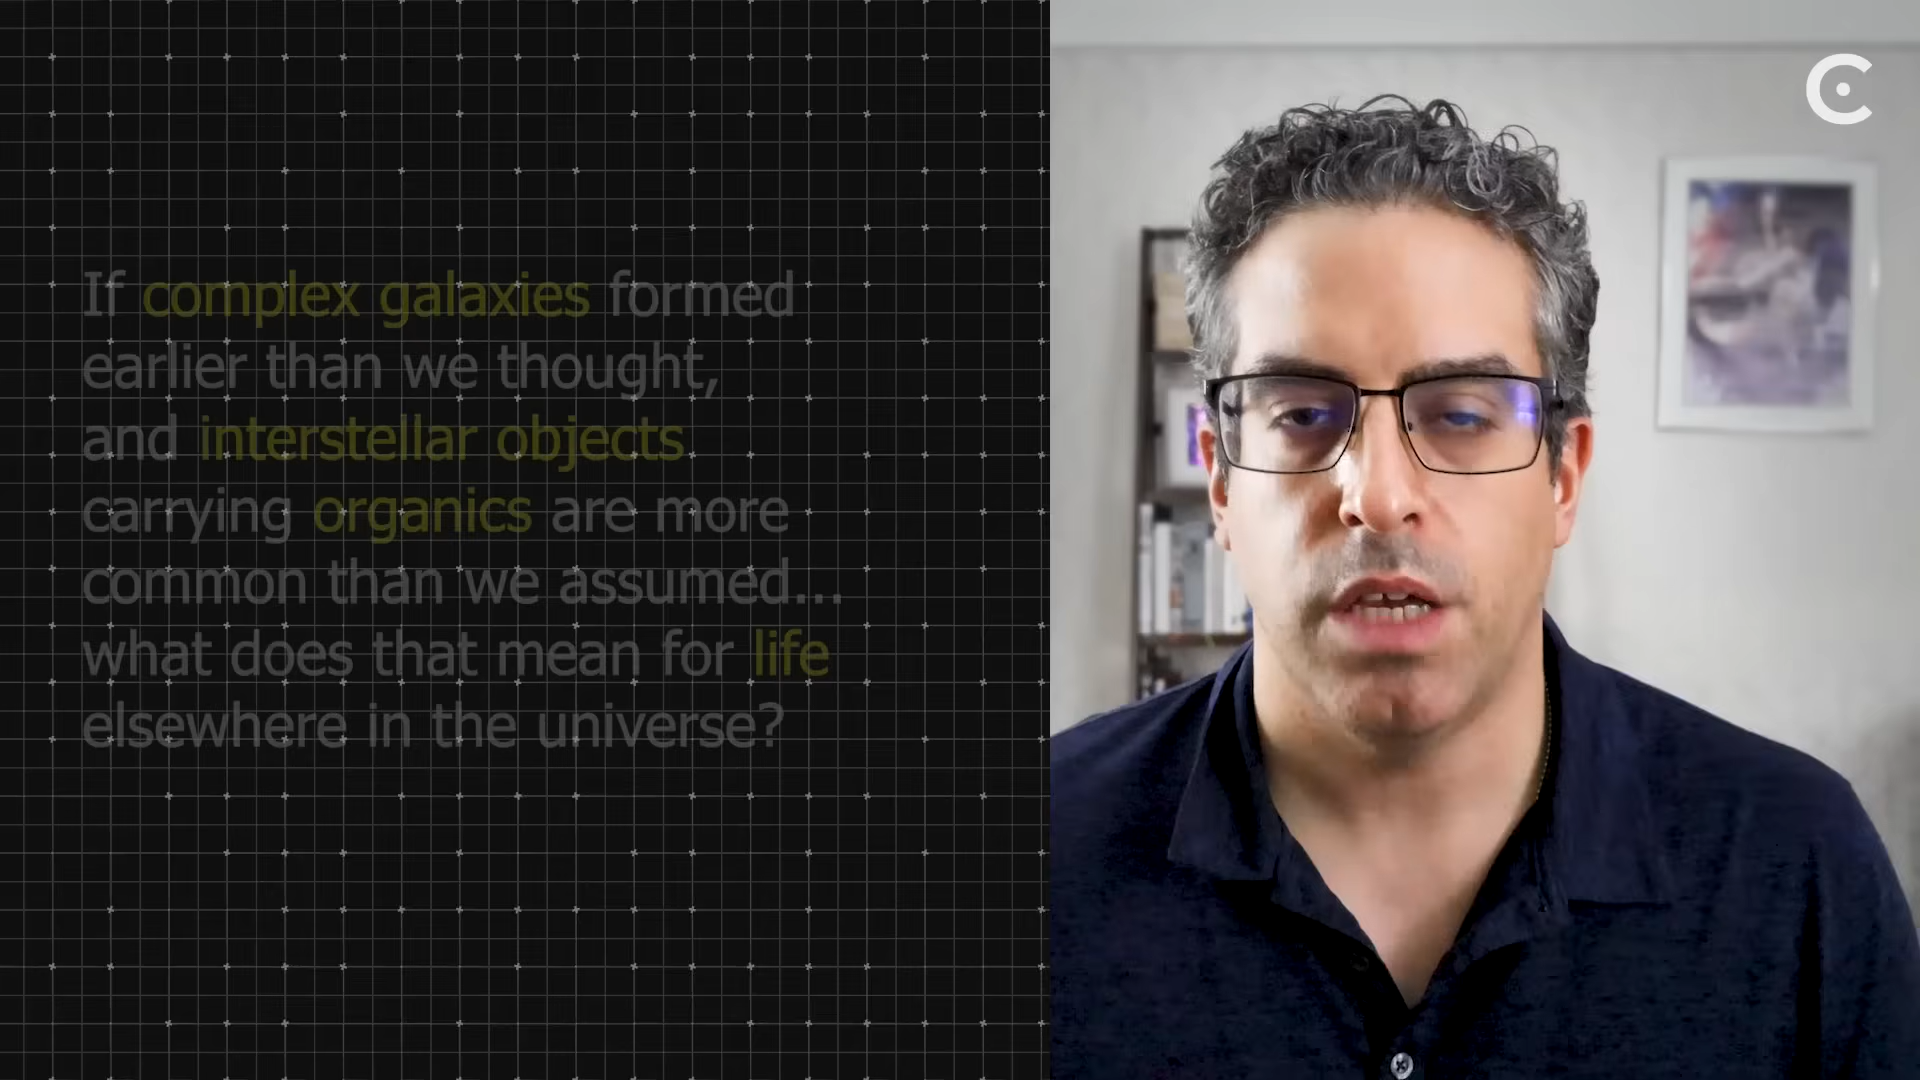 If complex galaxies formed
earlier than we thought,
and interstellar objects
carrying organics are more
common than we assumed...
what does that mean for life
elsewhere in the universe?